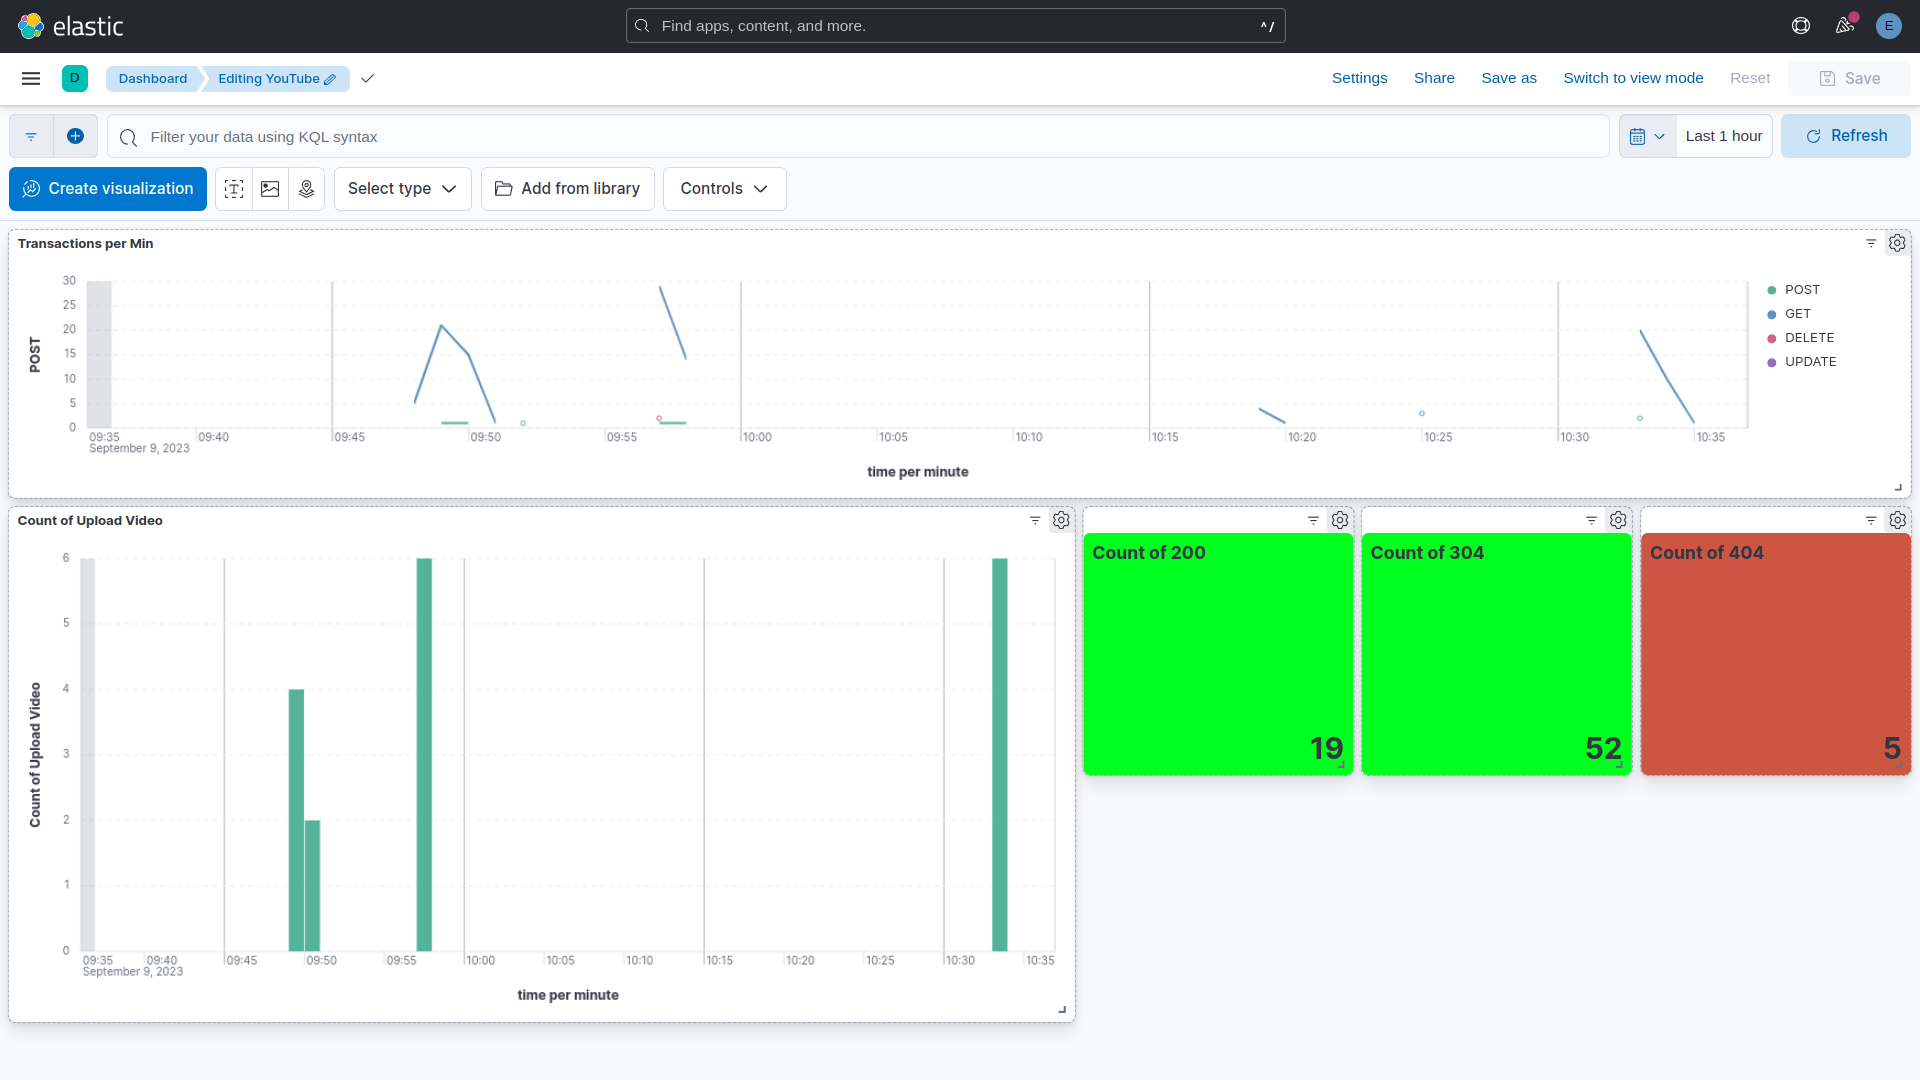 elastic
Find apps, content, and more.
^/
E
D
Dashboard
Editing YouTube
Settings
Share
Save as
Switch to view mode
Reset
Save
Filter your data using KQL syntax
Last 1 hour
Refresh
Create visualization
Select type
Add from library
Controls
Transactions per Min
POST
30
25
20
15
10
5
0
09:35
September 9, 2023
09:40
09:45
09:50
09:55
10:00
10:05
10:10
10:15
10:20
10:25
10:30
10:35
time per minute
POST
GET
DELETE
UPDATE
Count of Upload Video
Count of Upload Video
6
5
4
3
2
1
0
09:35
September 9, 2023
09:40
09:45
09:50
09:55
10:00
10:05
10:10
10:15
10:20
10:25
10:30
10:35
time per minute
Count of 200
19
Count of 304
52
Count of 404
5